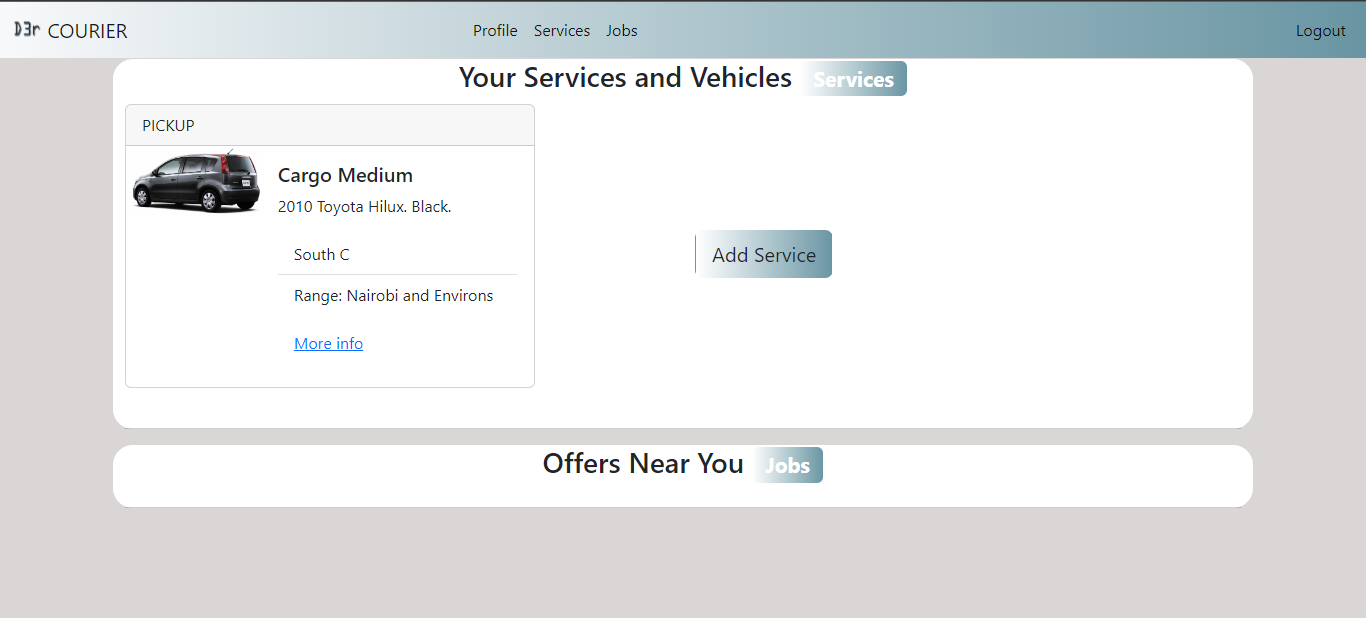 D3r COURIER
Profile Services Jobs
Logout
Your Services and Vehicles Services
PICKUP
Cargo Medium
2010 Toyota Hilux. Black.
South C
Range: Nairobi and Environs
More info
Add Service
Offers Near You Jobs